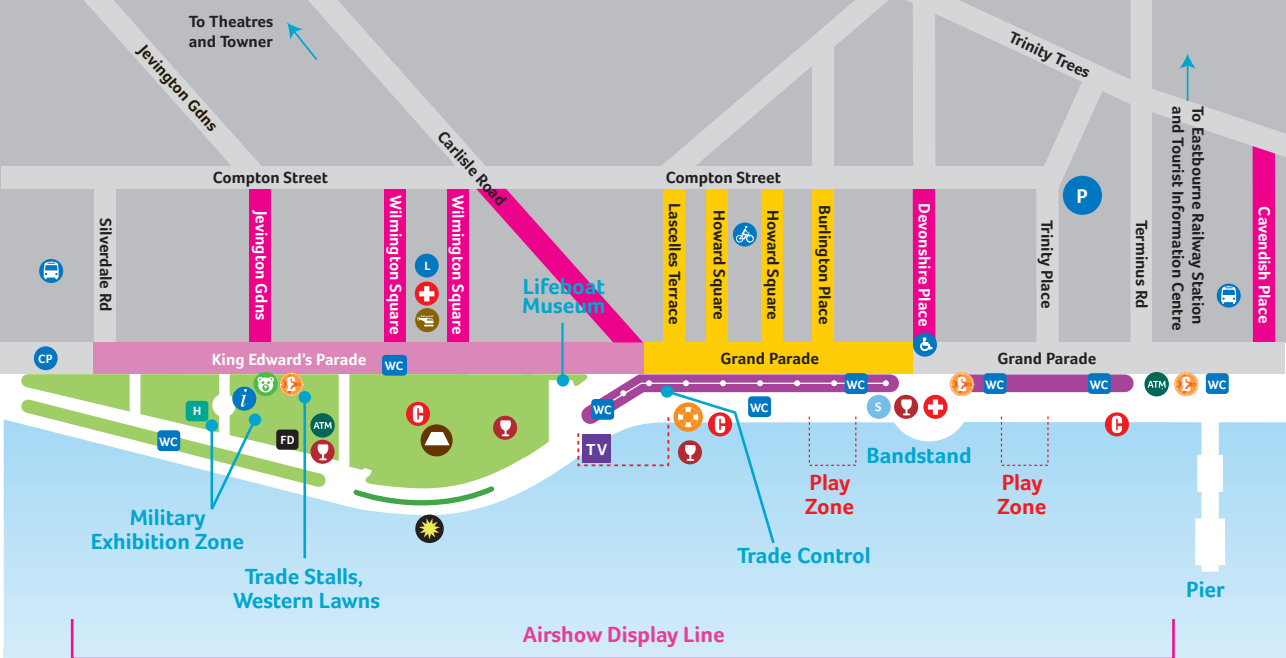 To Theatres
and Towner
Jevington Gdns
Carlisle Road
Trinity Trees
To Eastbourne Railway Station
and Tourist Information Centre
Compton Street
Compton Street
P
Silverdale Rd
Jevington Gdns
Wilmington Square
Wilmington Square
L
Lascelles Terrace
Howard Square
Howard Square
Burlington Place
Devonshire Place
Trinity Place
Terminus Rd
Cavendish Place
Lifeboat
Museum
CP
King Edward's Parade
WC
Grand Parade
Grand Parade
£
WC
£
WC
WC
ATM
£
WC
i
H
WC
FD
ATM
C
WC
WC
S
C
C
TV
Bandstand
Play
Zone
Play
Zone
Military
Exhibition Zone
Trade Control
Trade Stalls,
Western Lawns
Pier
Airshow Display Line